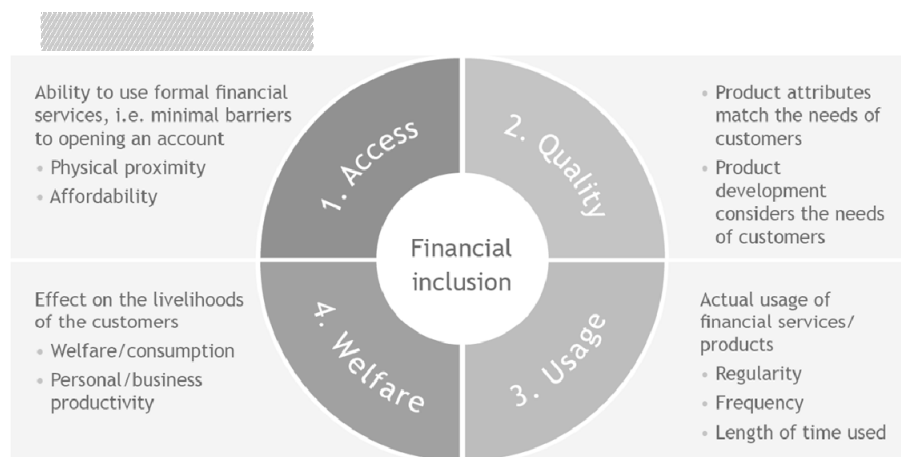 Ability to use formal financial
services, i.e. minimal barriers
to opening an account
• Physical proximity
• Affordability
1. Access
2. Quality
• Product attributes
match the needs of
customers
• Product
development
considers the needs
of customers
Financial
inclusion
Effect on the livelihoods
of the customers
• Welfare/consumption
• Personal/business
productivity
4. Welfare
3. Usage
Actual usage of
financial services/
products
• Regularity
• Frequency
• Length of time used